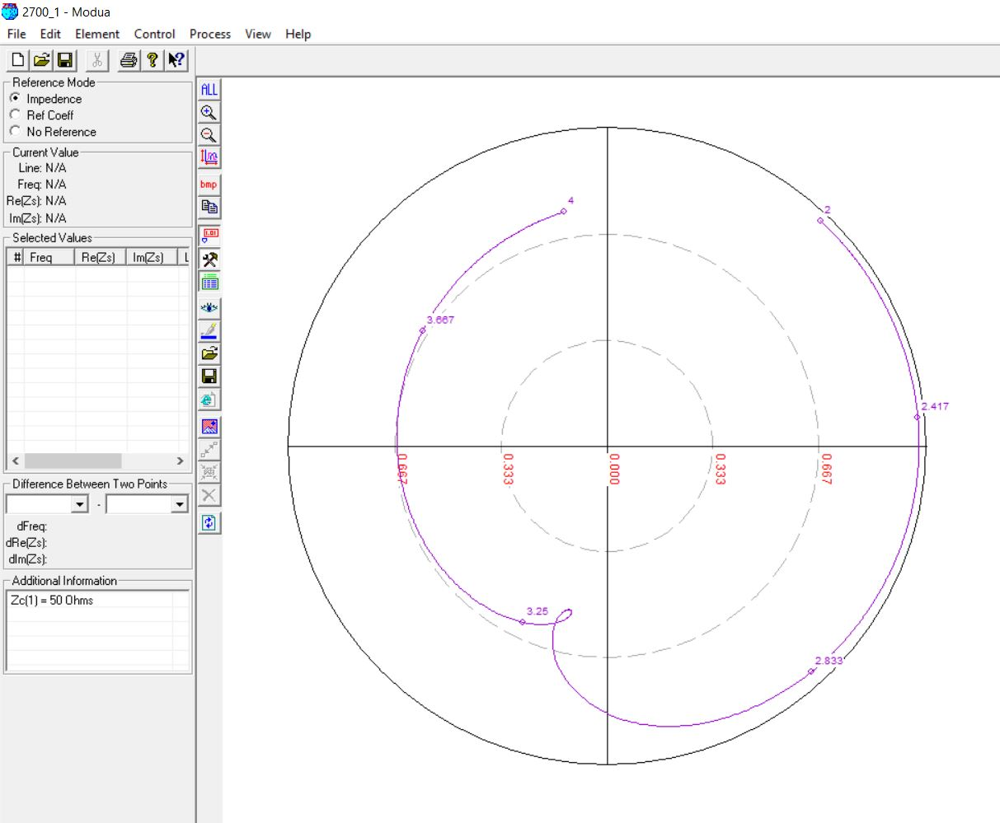 2700_1 - Modua
File Edit Element Control Process View Help
Reference Mode
Impedence
Ref Coeff
No Reference
Current Value
Line: N/A
Freq: N/A
Re(Zs): N/A
Im(Zs): N/A
Selected Values
# Freq Re(Zs) Im(Zs) L
Difference Between Two Points
-
dFreq:
dRe(Zs):
dIm(Zs):
Additional Information
Zc(1) = 50 Ohms
ALL
bmp
1.01
4
2
3.667
2.417
0.667
0.333
0.000
0.333
0.667
3.25
2.833